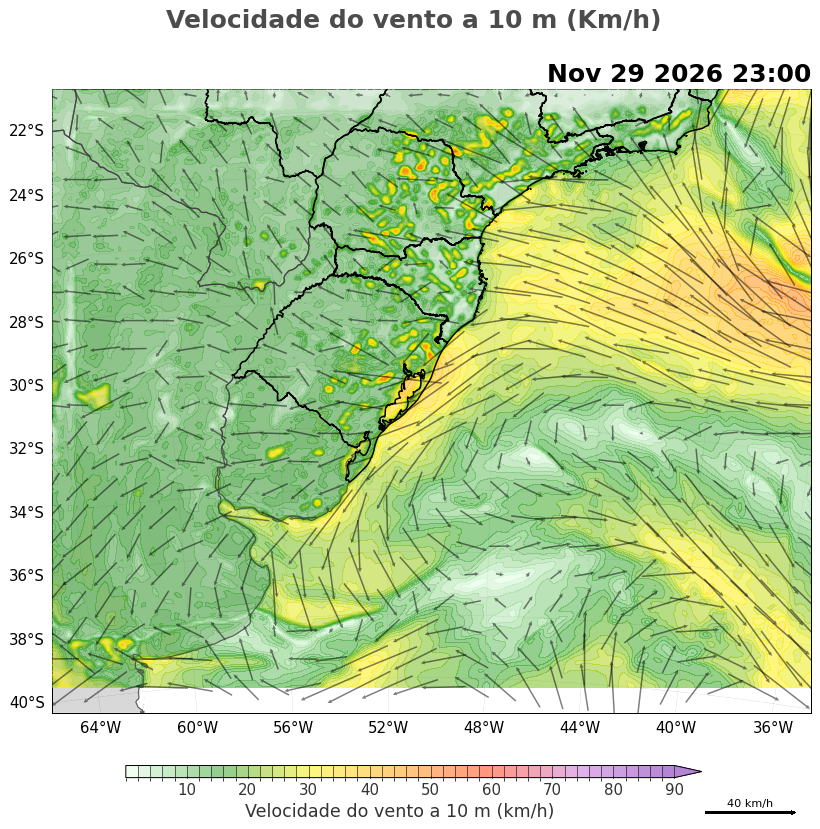 Velocidade do vento a 10 m (Km/h)
Nov 29 2026 23:00
22°S
24°S
26°S
28°S
30°S
32°S
34°S
36°S
38°S
40°S
64°W 60°W 56°W 52°W 48°W 44°W 40°W 36°W
10 20 30 40 50 60 70 80 90
Velocidade do vento a 10 m (km/h)
40 km/h